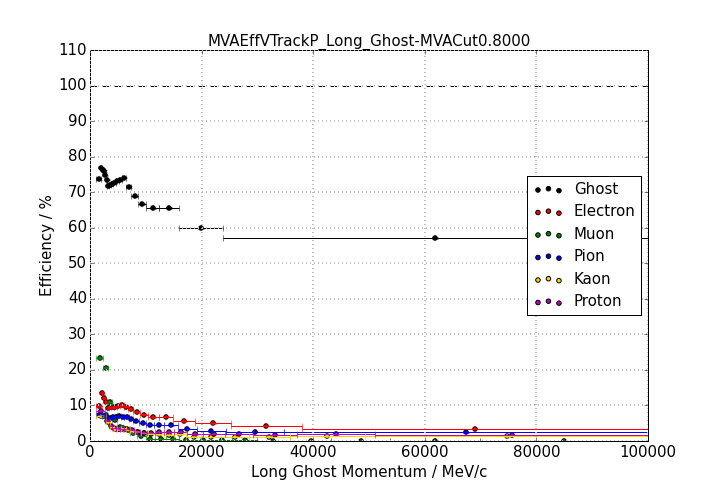 MVAEffVTrackP_Long_Ghost-MVACut0.8000
110
100
90
80
70
60
50
40
30
20
10
0
Efficiency / %
Ghost
Electron
Muon
Pion
Kaon
Proton
0 20000 40000 60000 80000 100000
Long Ghost Momentum / MeV/c